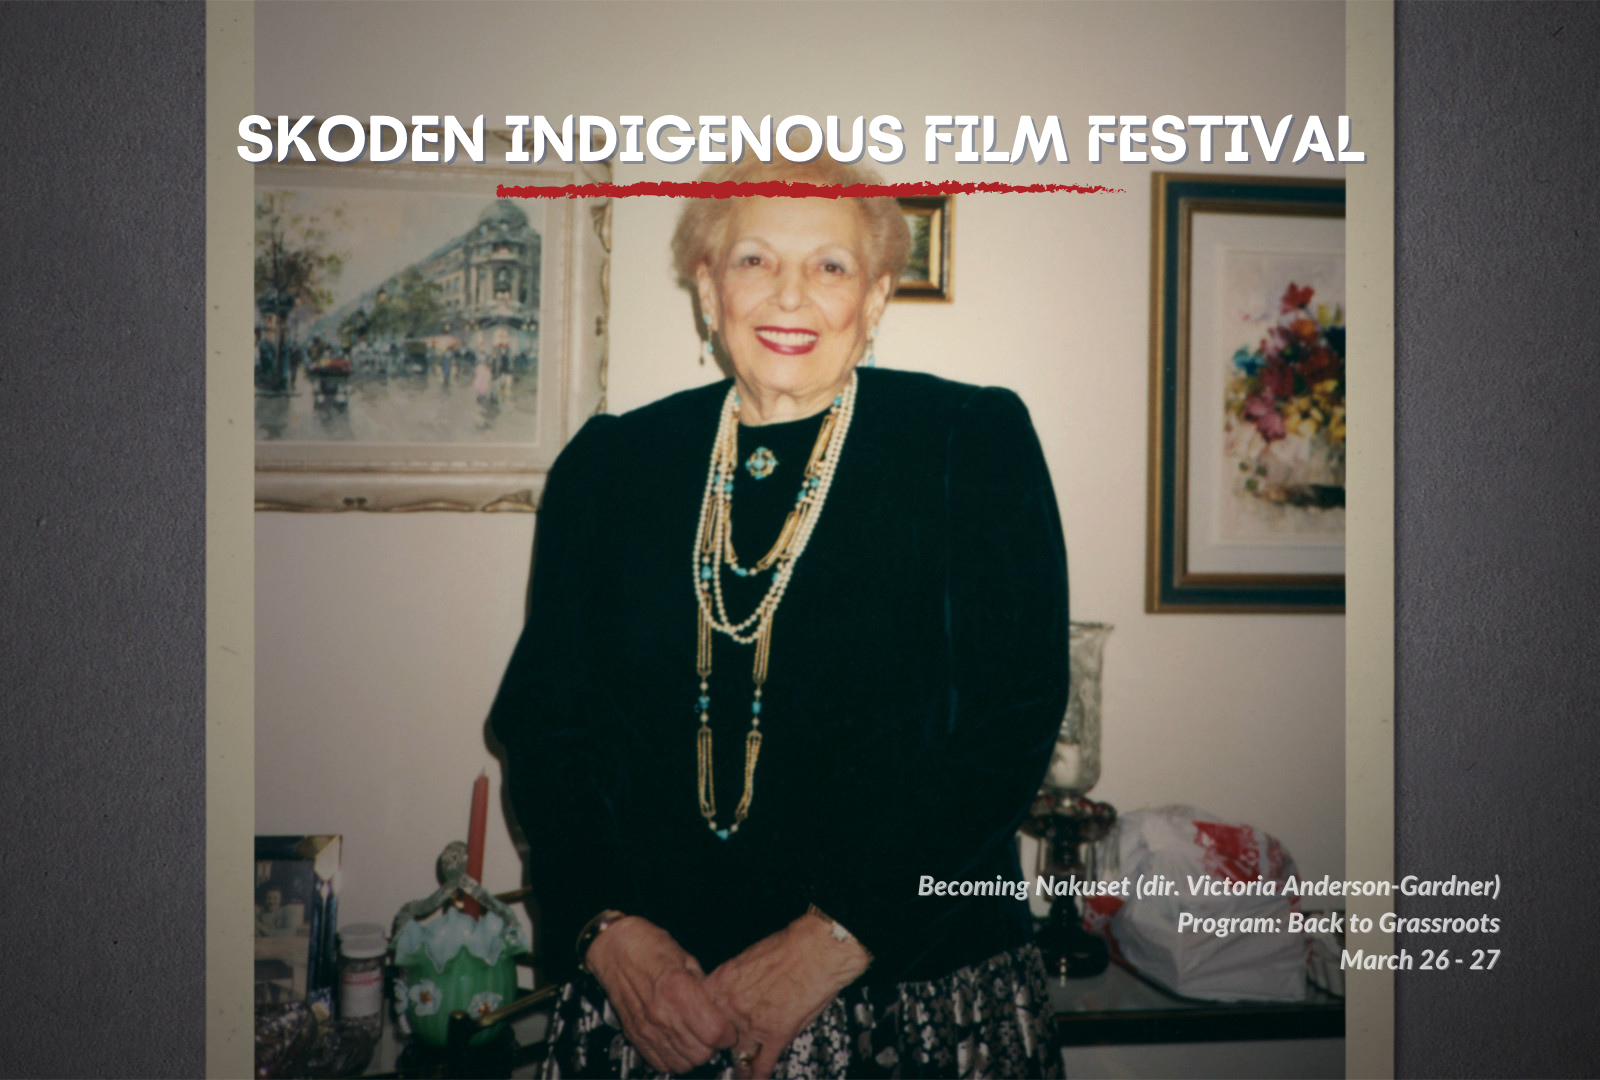 SKODEN INDIGENOUS FILM FESTIVAL
Becoming Nakuset (dir. Victoria Anderson-Gardner)
Program: Back to Grassroots
March 26 - 27